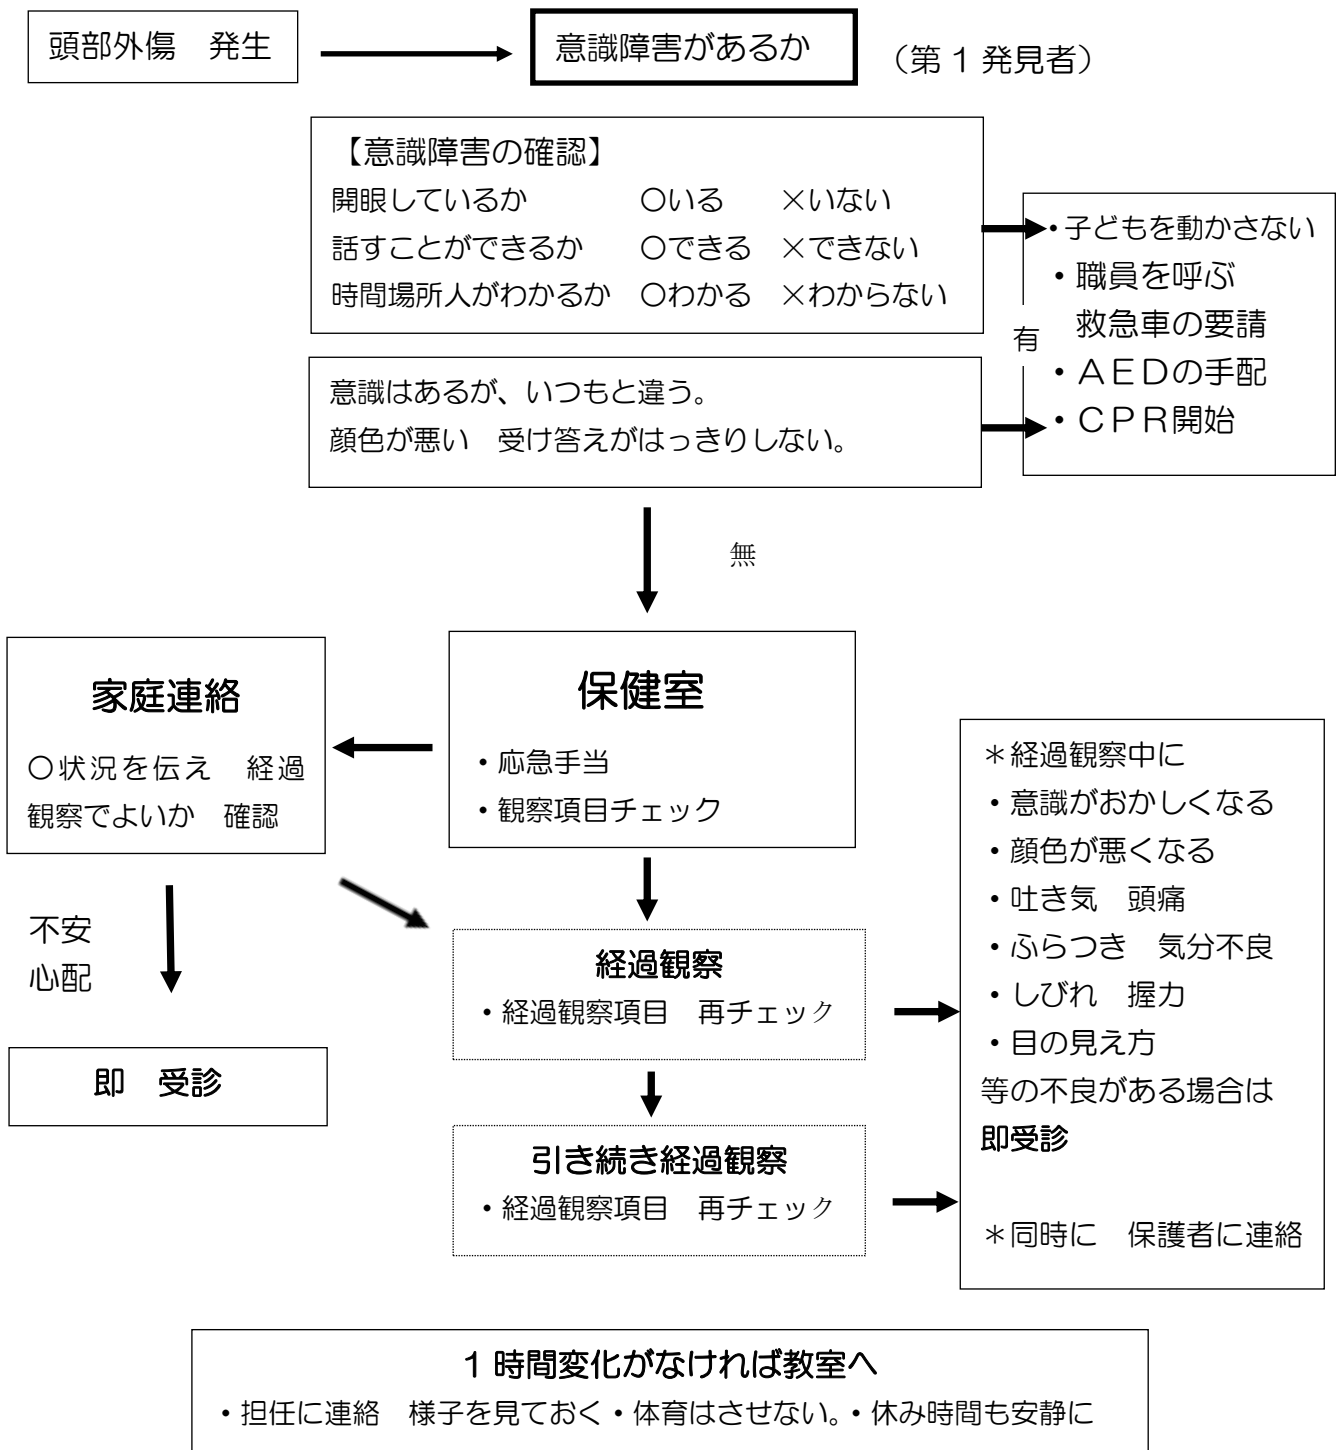 頭部外傷　発生
意識障害があるか
（第１発見者）
【意識障害の確認】
開眼しているか　〇いる　×いない
話すことができるか　〇できる　×できない
時間場所人がわかるか　〇わかる　×わからない
意識はあるが、いつもと違う。
顔色が悪い　受け答えがはっきりしない。
有
・子どもを動かさない
・職員を呼ぶ
救急車の要請
・ＡＥＤの手配
・ＣＰＲ開始
無
保健室
・応急手当
・観察項目チェック
家庭連絡
〇状況を伝え　経過
観察でよいか　確認
不安
心配
即　受診
経過観察
・経過観察項目　再チェック
引き続き経過観察
・経過観察項目　再チェック
＊経過観察中に
・意識がおかしくなる
・顔色が悪くなる
・吐き気　頭痛
・ふらつき　気分不良
・しびれ　握力
・目の見え方
等の不良がある場合は
即受診
＊同時に　保護者に連絡
１時間変化がなければ教室へ
・担任に連絡　様子を見ておく・体育はさせない。・休み時間も安静に